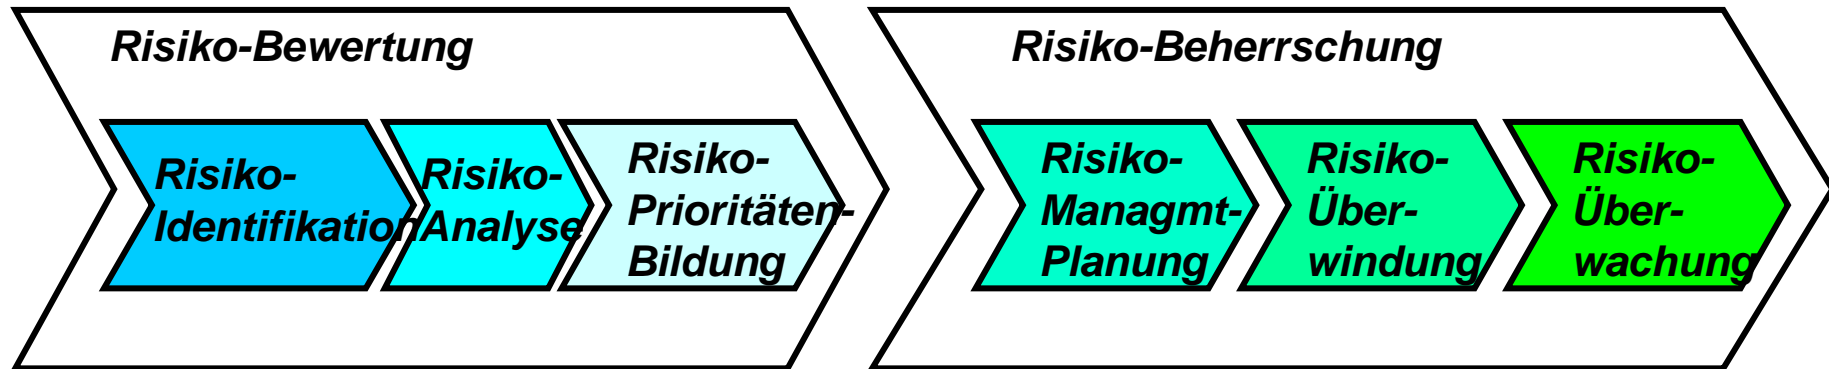 Risiko-Bewertung
Risiko-
Identifikation
Risiko-
Analyse
Risiko-
Prioritäten-
Bildung
Risiko-Beherrschung
Risiko-
Managmt-
Planung
Risiko-
Über-
windung
Risiko-
Über-
wachung